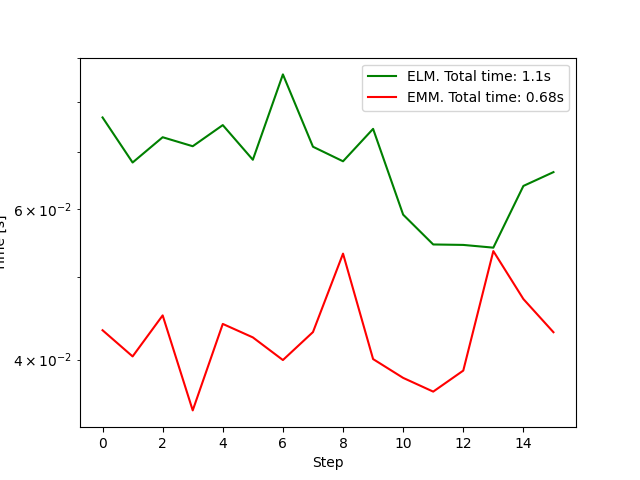 ELM. Total time: 1.1s
EMM. Total time: 0.68s
6 × 10⁻²
4 × 10⁻²
Time [s]
0 2 4 6 8 10 12 14
Step